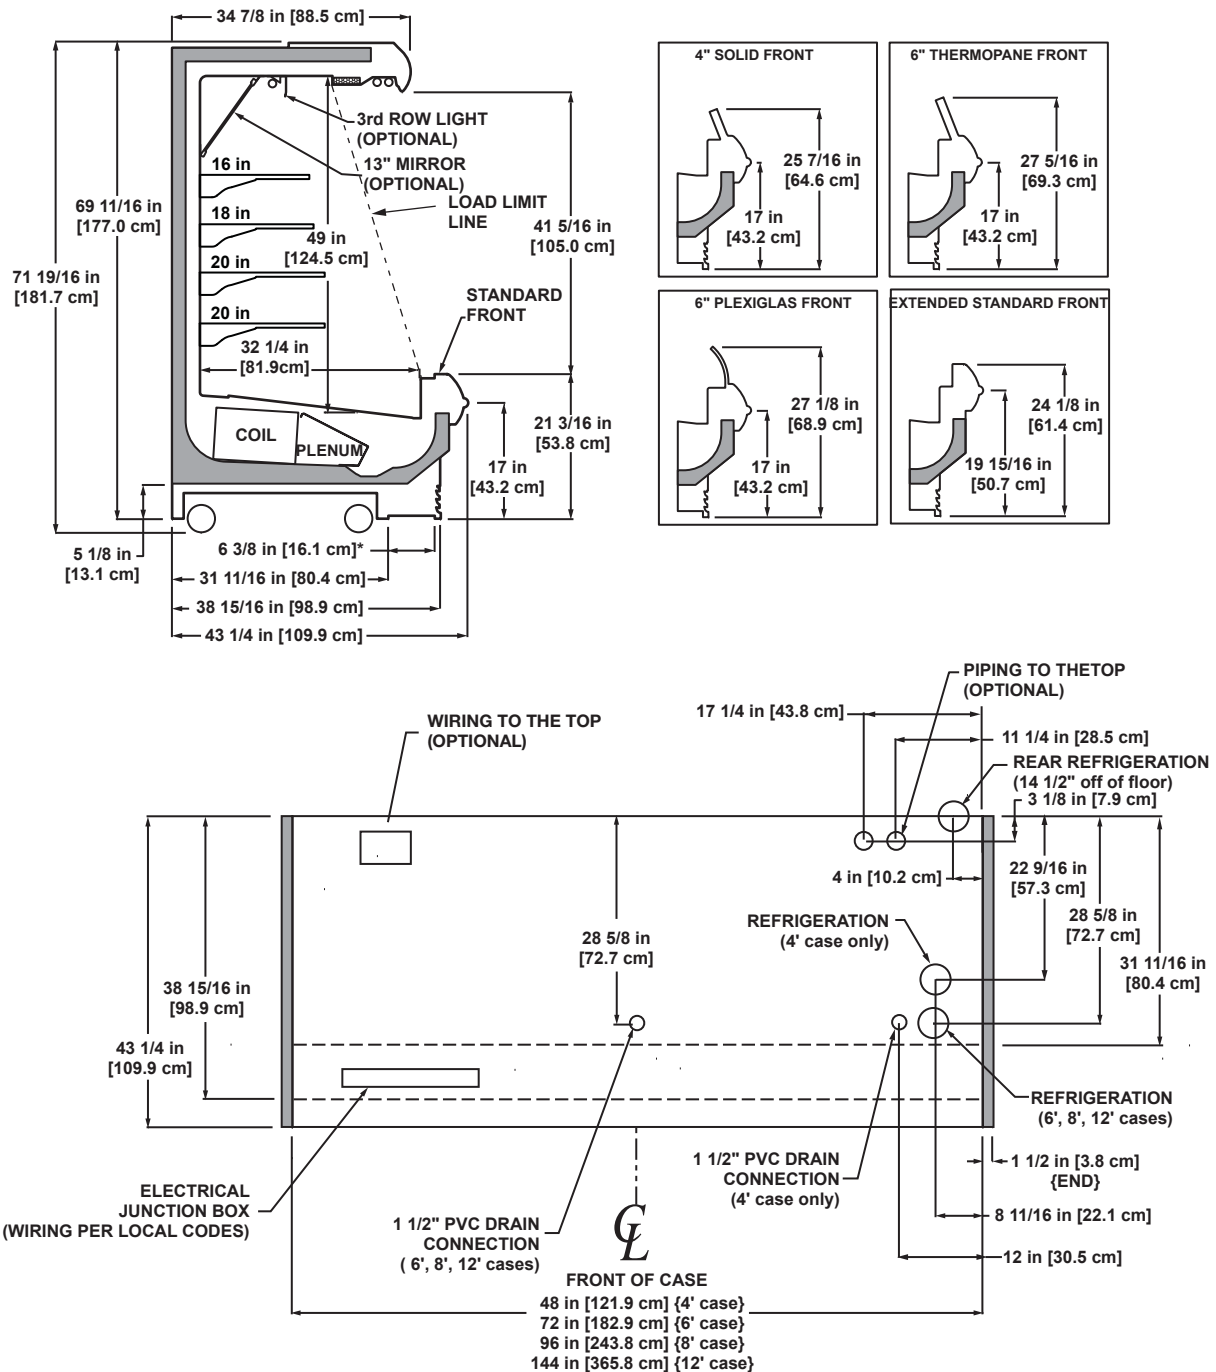 34 7/8 in [88.5 cm]
3rd ROW LIGHT
(OPTIONAL)
13" MIRROR
(OPTIONAL)
LOAD LIMIT
LINE
16 in
18 in
20 in
20 in
49 in
[124.5 cm]
69 11/16 in
[177.0 cm]
71 19/16 in
[181.7 cm]
41 5/16 in
[105.0 cm]
STANDARD
FRONT
32 1/4 in
[81.9cm]
COIL
PLENUM
21 3/16 in
[53.8 cm]
17 in
[43.2 cm]
5 1/8 in
[13.1 cm]
6 3/8 in [16.1 cm]*
31 11/16 in [80.4 cm]
38 15/16 in [98.9 cm]
43 1/4 in [109.9 cm]
4" SOLID FRONT
25 7/16 in
[64.6 cm]
17 in
[43.2 cm]
6" THERMOPANE FRONT
27 5/16 in
[69.3 cm]
17 in
[43.2 cm]
6" PLEXIGLAS FRONT
27 1/8 in
[68.9 cm]
17 in
[43.2 cm]
EXTENDED STANDARD FRONT
24 1/8 in
[61.4 cm]
19 15/16 in
[50.7 cm]
PIPING TO THETOP
(OPTIONAL)
17 1/4 in [43.8 cm]
WIRING TO THE TOP
(OPTIONAL)
11 1/4 in [28.5 cm]
REAR REFRIGERATION
(14 1/2" off of floor)
3 1/8 in [7.9 cm]
4 in [10.2 cm]
22 9/16 in
[57.3 cm]
REFRIGERATION
(4' case only)
28 5/8 in
[72.7 cm]
28 5/8 in
[72.7 cm]
31 11/16 in
[80.4 cm]
38 15/16 in
[98.9 cm]
43 1/4 in
[109.9 cm]
REFRIGERATION
(6', 8', 12' cases)
1 1/2" PVC DRAIN
CONNECTION
(4' case only)
1 1/2 in [3.8 cm]
{END}
ELECTRICAL
JUNCTION BOX
(WIRING PER LOCAL CODES)
1 1/2" PVC DRAIN
CONNECTION
( 6', 8', 12' cases)
8 11/16 in [22.1 cm]
12 in [30.5 cm]
CL
FRONT OF CASE
48 in [121.9 cm] {4' case}
72 in [182.9 cm] {6' case}
96 in [243.8 cm] {8' case}
144 in [365.8 cm] {12' case}